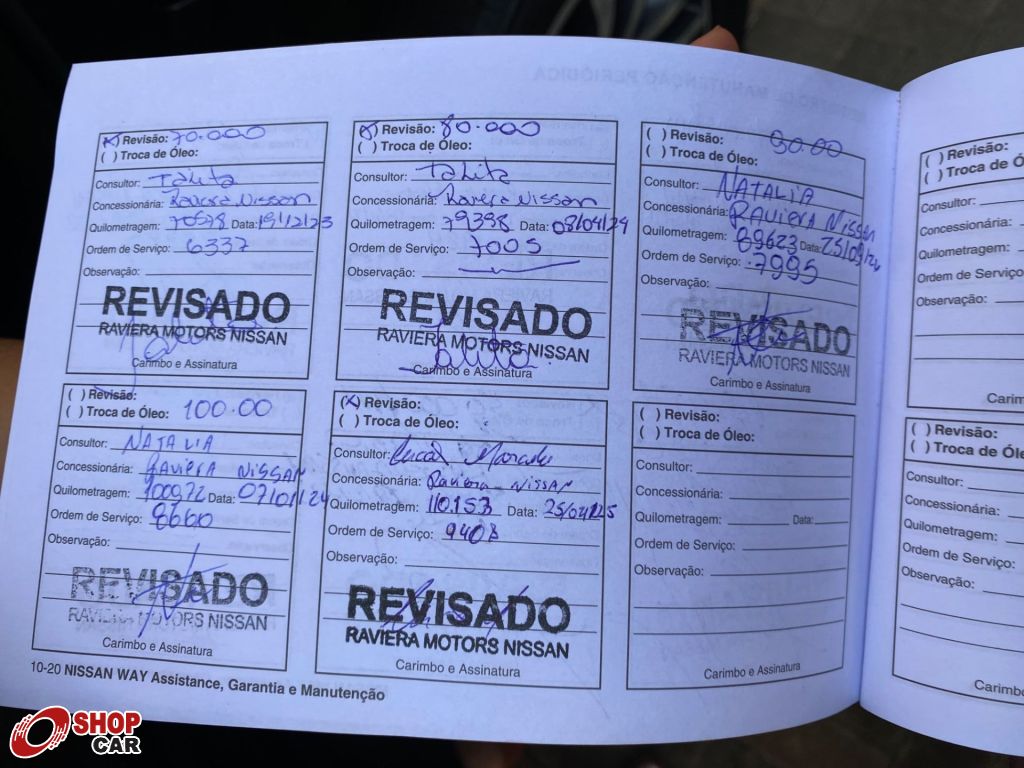 (X) Revisão: 70.000
( ) Troca de Óleo:
Consultor: Talita
Concessionária: Raviera Nissan
Quilometragem: 70598 Data: 19/12/23
Ordem de Serviço: 6337
Observação:
REVISADO
RAVIERA MOTORS NISSAN
Carimbo e Assinatura
(X) Revisão: 80.000
( ) Troca de Óleo:
Consultor: Talita
Concessionária: Raviera Nissan
Quilometragem: 79398 Data: 08/04/24
Ordem de Serviço: 7005
Observação:
REVISADO
RAVIERA MOTORS NISSAN
Talita
Carimbo e Assinatura
( ) Revisão: 90.00
( ) Troca de Óleo:
Consultor: NATALIA
Concessionária: RAVIERA NISSAN
Quilometragem: 89623 Data: 25/09/24
Ordem de Serviço: 7995
Observação:
REVISADO
RAVIERA MOTORS NISSAN
Carimbo e Assinatura
( ) Revisão:
( ) Troca de Óleo: 100.00
Consultor: NATALIA
Concessionária: RAVIERA NISSAN
Quilometragem: 100972 Data: 07/01/24
Ordem de Serviço: 8660
Observação:
REVISADO
RAVIERA MOTORS NISSAN
Carimbo e Assinatura
(X) Revisão:
( ) Troca de Óleo:
Consultor: Lucas
Concessionária: Raviera NISSAN
Quilometragem: 110.153 Data: 25/04/25
Ordem de Serviço: 9408
Observação:
REVISADO
RAVIERA MOTORS NISSAN
Carimbo e Assinatura
( ) Revisão:
( ) Troca de Óleo:
Consultor:
Concessionária:
Quilometragem: Data:
Ordem de Serviço:
Observação:
Carimbo e Assinatura
10-20 NISSAN WAY Assistence, Garantia e Manutenção
( ) Revisão:
( ) Troca de Ó
Consultor:
Concessionária:
Quilometragem:
Ordem de Serviço
Observação:
Carim
( ) Revisão:
( ) Troca de Óle
Consultor:
Concessionária:
Quilometragem:
Ordem de Serviço:
Observação:
Carimbo
SHOP
CAR